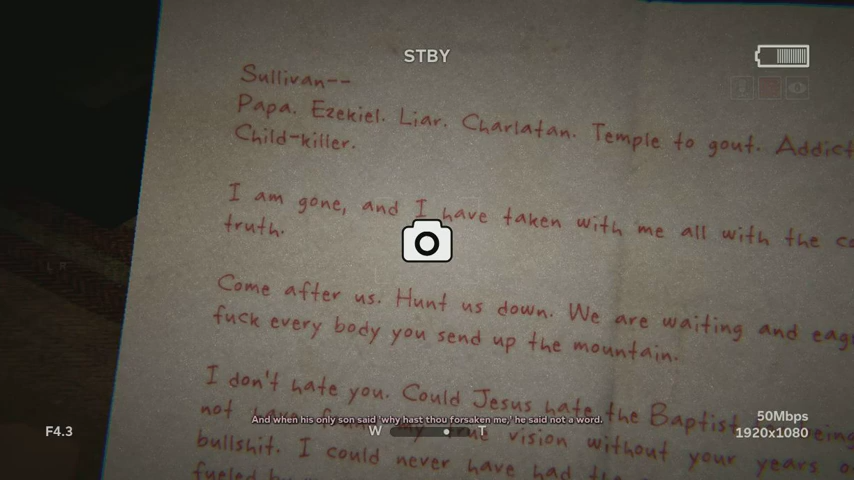 STBY
Sullivan--
Papa. Ezekiel. Liar. Charlatan. Temple to gout. Addict
Child-killer.
I am gone, and I have taken with me all with the
truth.
Come after us. Hunt us down. We are waiting and
fuck every body you send up the mountain.
I don't hate you. Could Jesus hate the Baptist
And when his only son said 'why hast thou forsaken me,' he said not a word.
not have vision without your years
bullshit. I could never have had
fueled
W T
F4.3
50Mbps
1920x1080